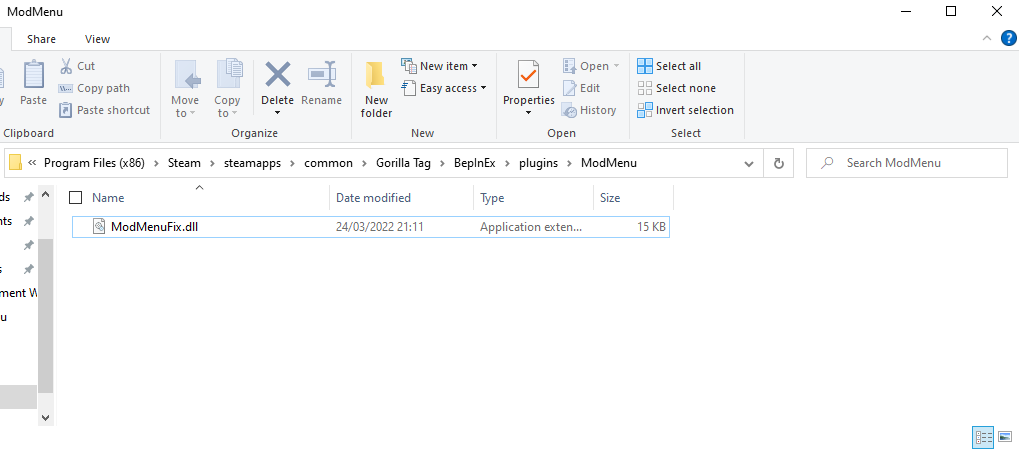 ModMenu
Share View
Cut
Copy path
Paste shortcut
Paste
Clipboard
Move to
Copy to
Delete
Rename
Organize
New folder
New item
Easy access
New
Properties
Open
Edit
History
Open
Select all
Select none
Invert selection
Select
« Program Files (x86) > Steam > steamapps > common > Gorilla Tag > BepInEx > plugins > ModMenu
Search ModMenu
Name Date modified Type Size
ModMenuFix.dll 24/03/2022 21:11 Application exten... 15 KB